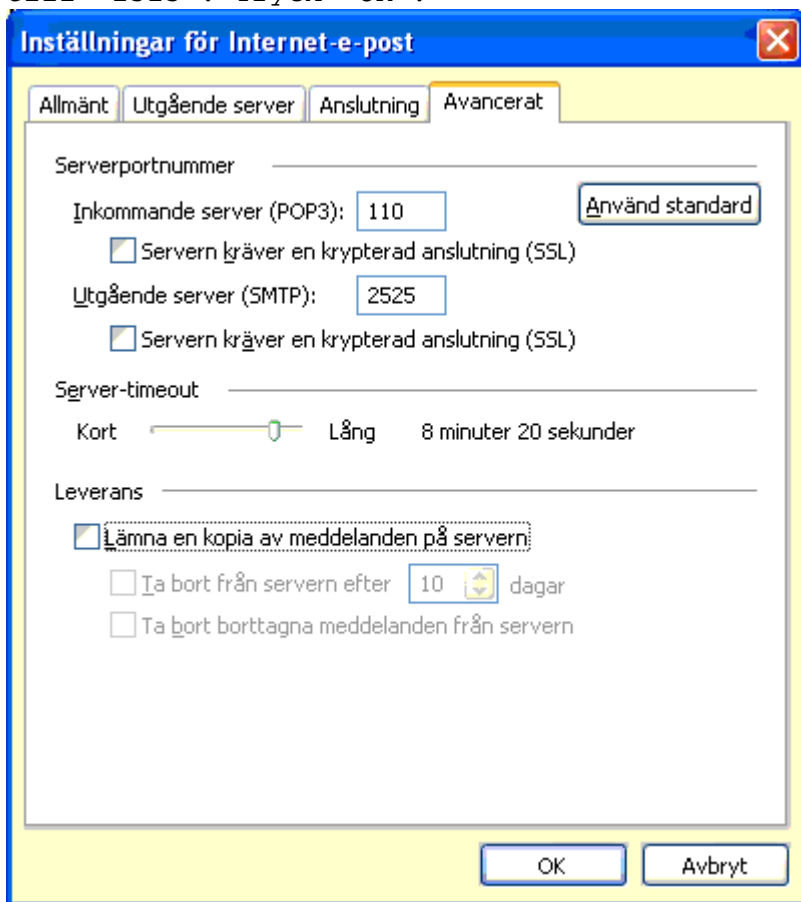 Inställningar för Internet-e-post
Allmänt Utgående server Anslutning Avancerat
Serverportnummer
Inkommande server (POP3): 110 Använd standard
Servern kräver en krypterad anslutning (SSL)
Utgående server (SMTP): 2525
Servern kräver en krypterad anslutning (SSL)
Server-timeout
Kort Lång 8 minuter 20 sekunder
Leverans
Lämna en kopia av meddelanden på servern
Ta bort från servern efter 10 dagar
Ta bort borttagna meddelanden från servern
OK Avbryt